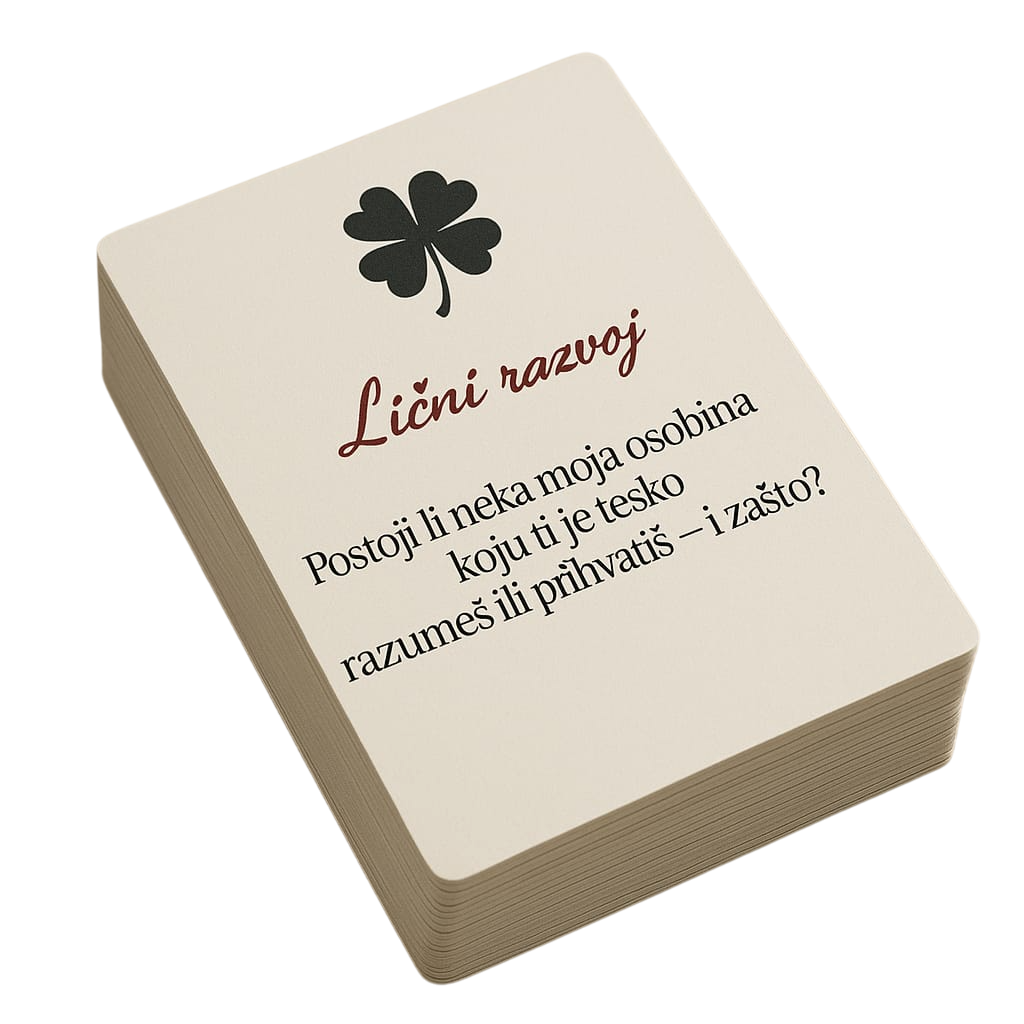 Lični razvoj
Postoji li neka moja osobina
koju ti je tesko
razumeš ili prihvatiš – i zašto?